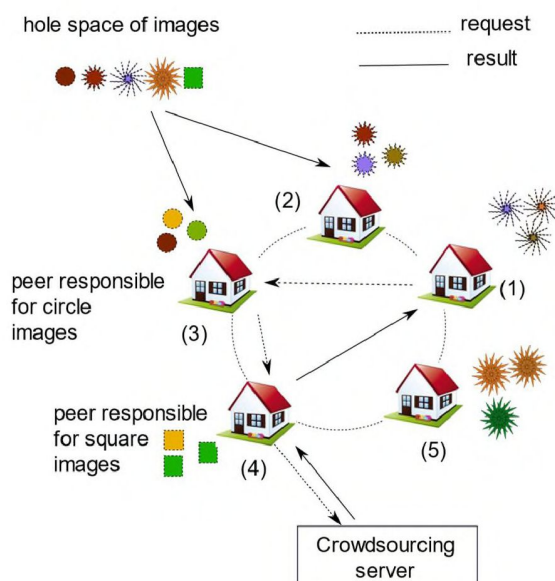 hole space of images
request
result
(2)
(1)
peer responsible
for circle
images
(3)
peer responsible
for square
images
(4)
(5)
Crowdsourcing
server